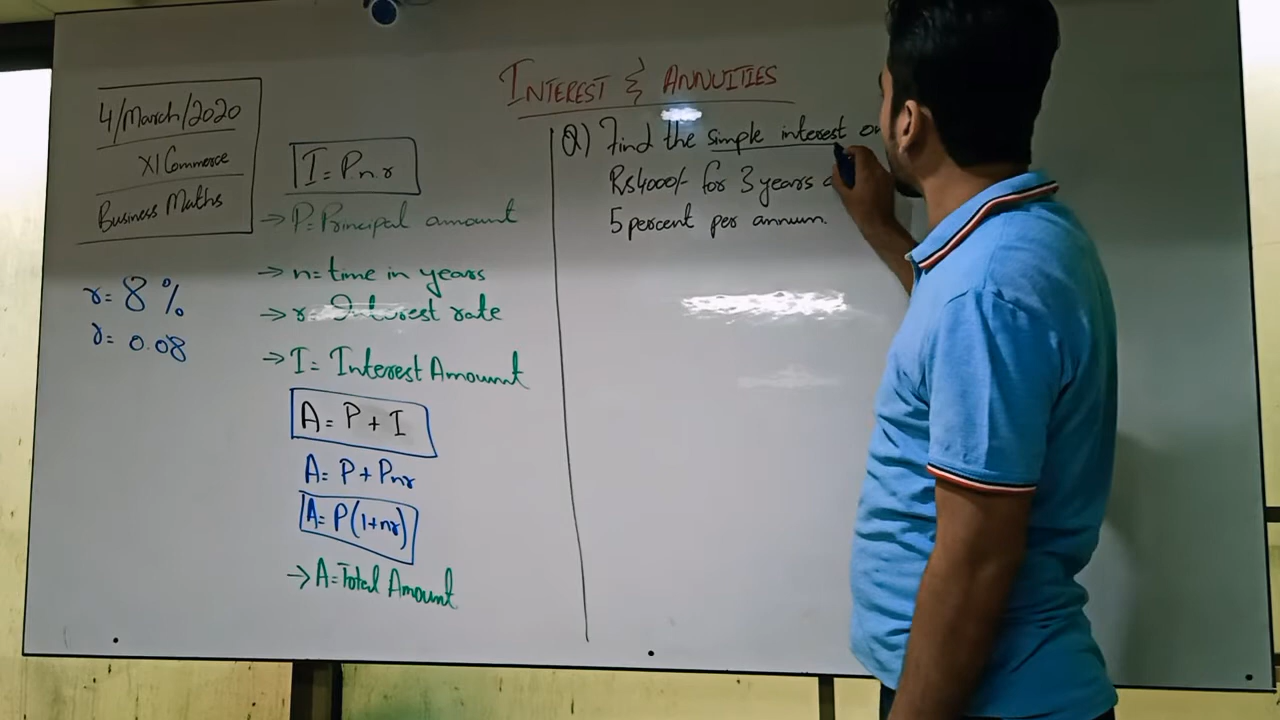 4/March/2020
XI Commerce
Business Maths
r = 8 %
r = 0.08
I = Pnr
→ P = Principal amount
→ n = time in years
→ r = Interest rate
→ I = Interest Amount
A = P + I
A = P + Pnr
A = P(1+nr)
→ A = Total Amount
INTEREST & ANNUITIES
Q) Find the simple interest on
Rs4000/- for 3 years
5 percent per annum.